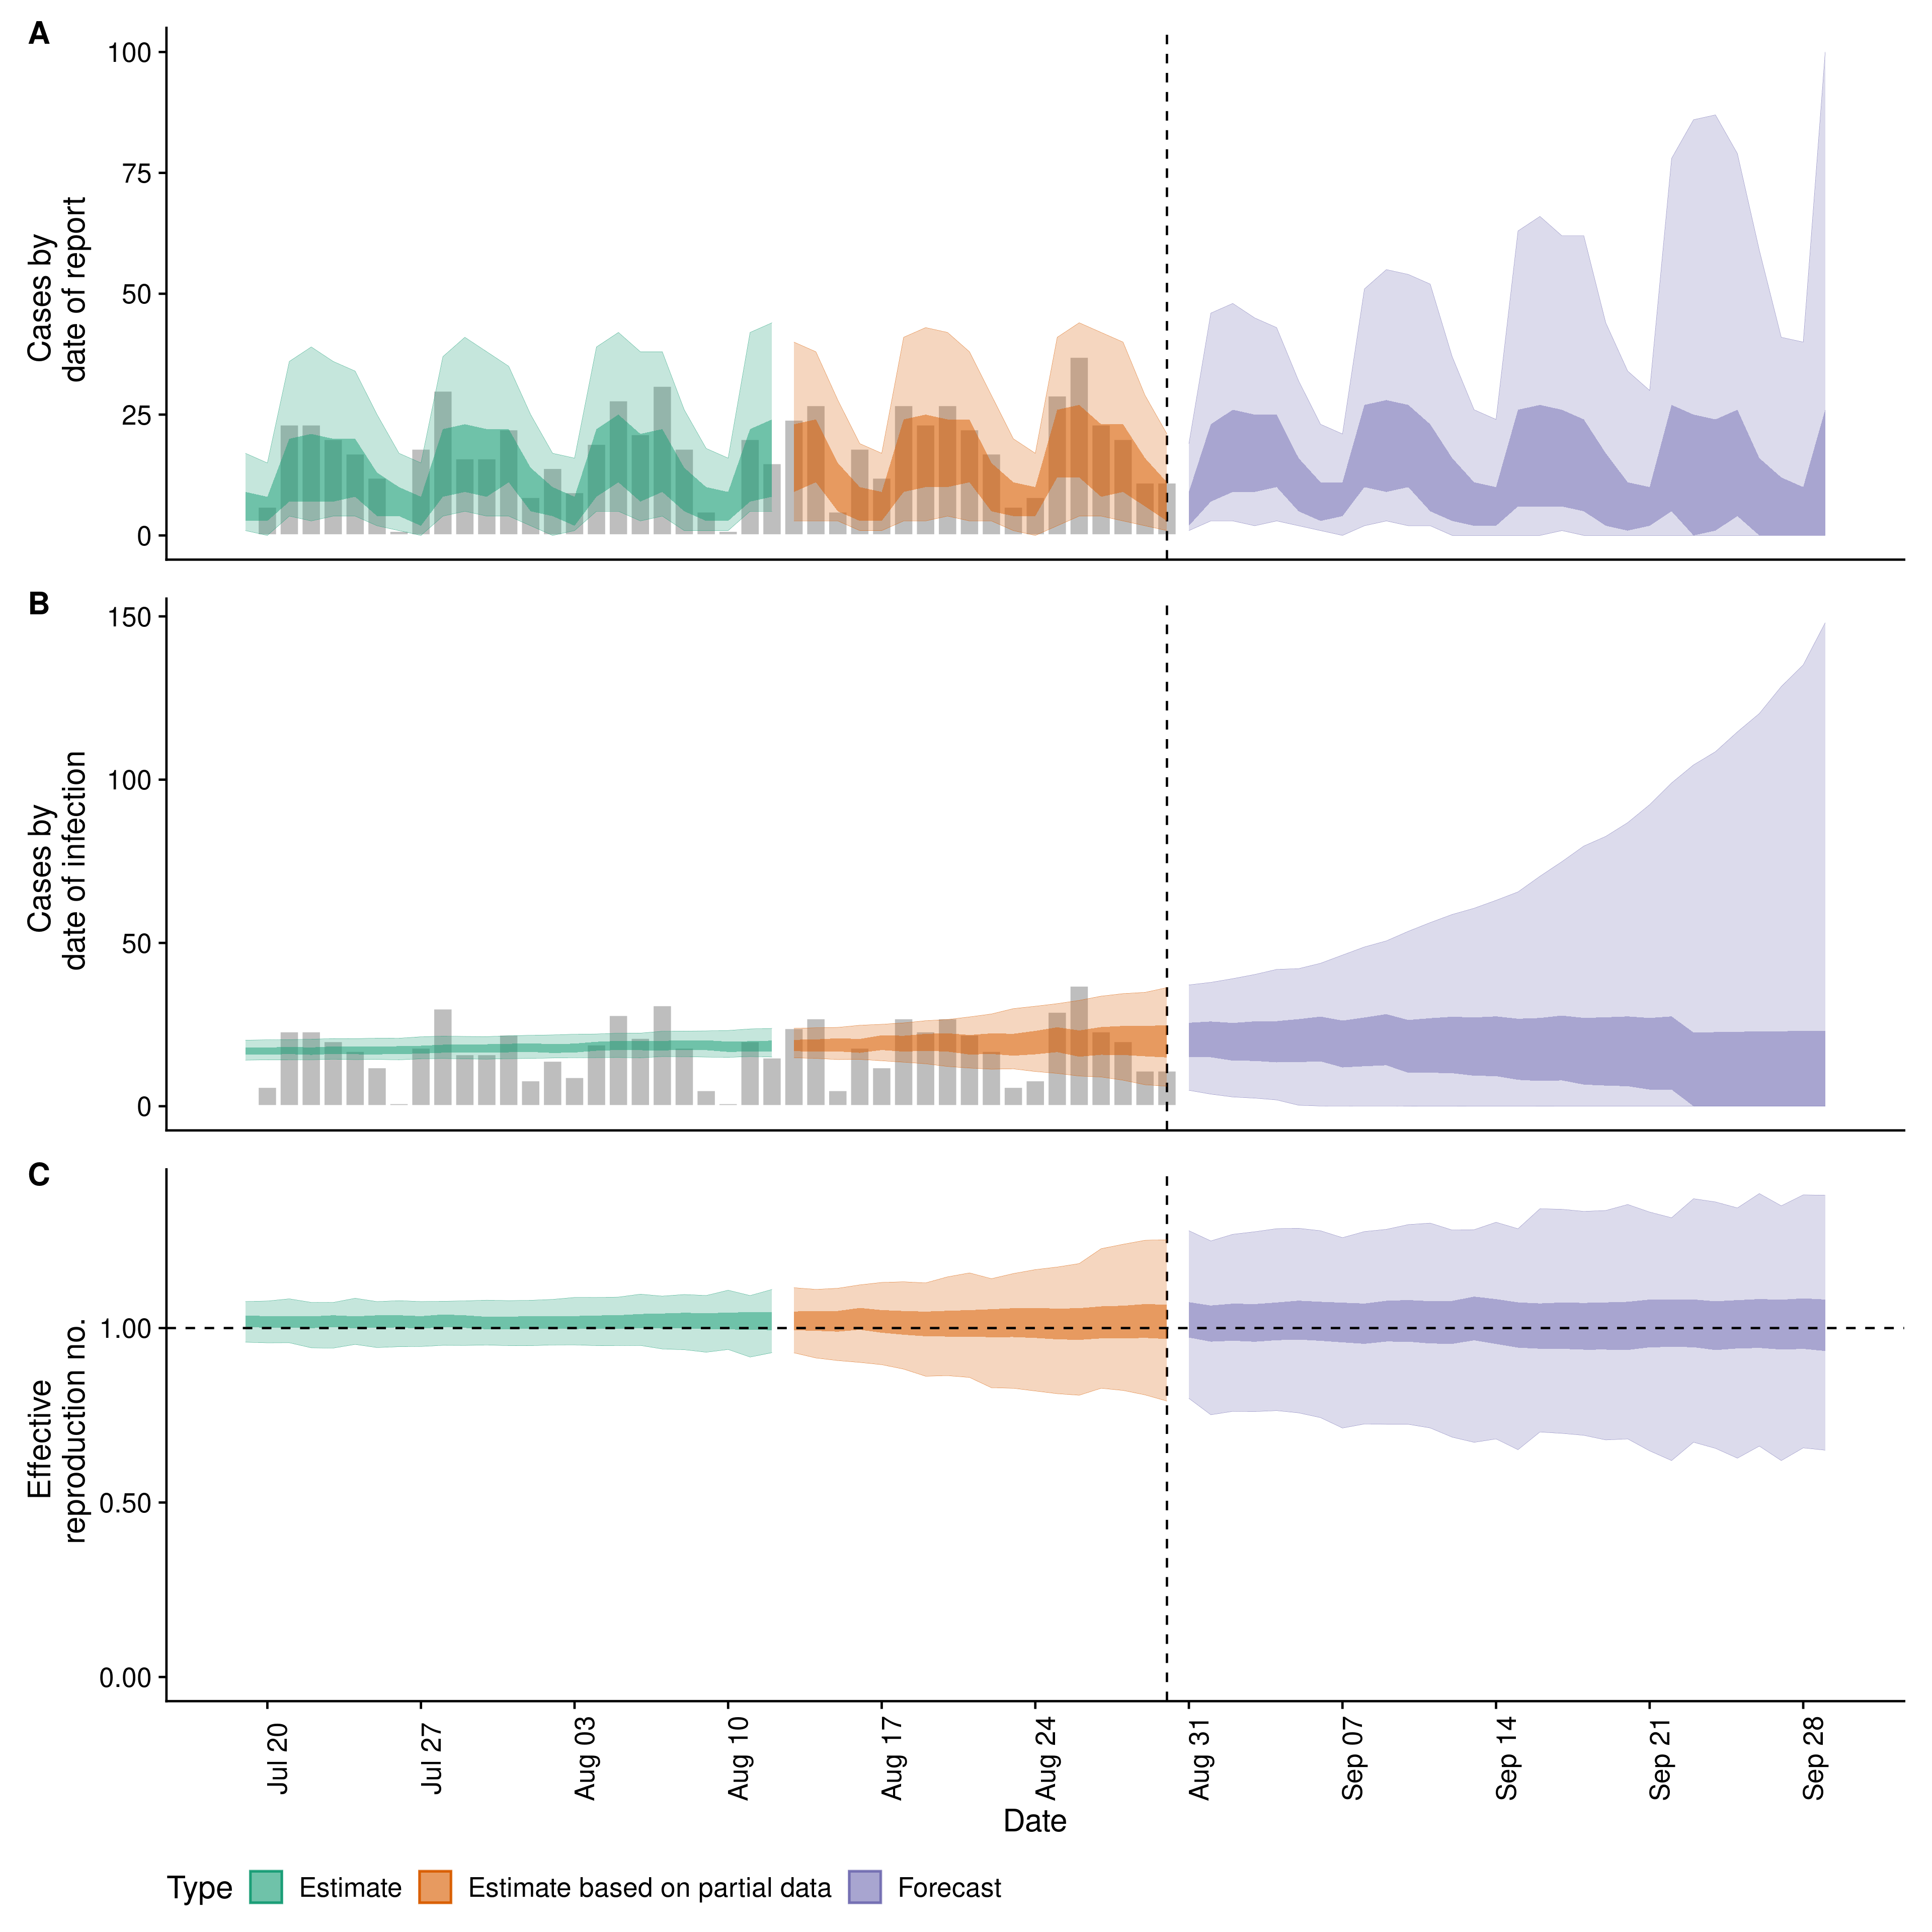 A
100
75
50
25
0
Cases by
date of report
B
150
100
50
0
Cases by
date of infection
C
1.00
0.50
0.00
Effective
reproduction no.
Jul 20
Jul 27
Aug 03
Aug 10
Aug 17
Aug 24
Aug 31
Sep 07
Sep 14
Sep 21
Sep 28
Date
Type Estimate Estimate based on partial data Forecast